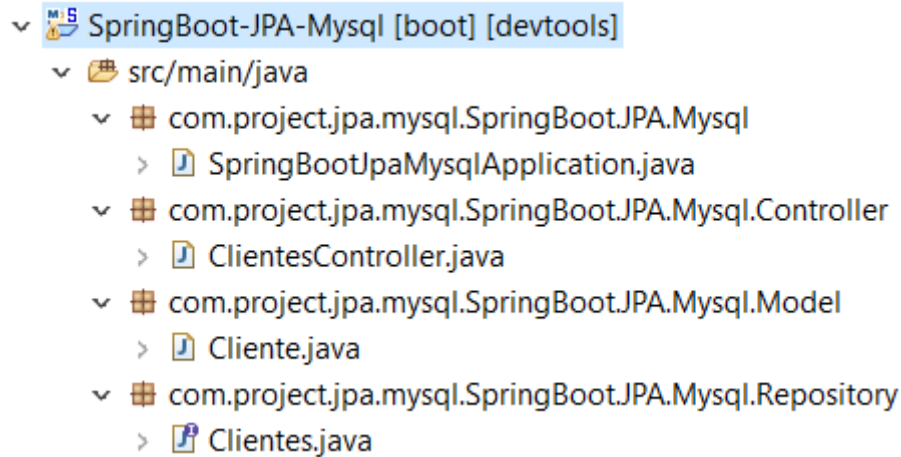 SpringBoot-JPA-Mysql [boot] [devtools]
src/main/java
com.project.jpa.mysql.SpringBoot.JPA.Mysql
SpringBootJpaMysqlApplication.java
com.project.jpa.mysql.SpringBoot.JPA.Mysql.Controller
ClientesController.java
com.project.jpa.mysql.SpringBoot.JPA.Mysql.Model
Cliente.java
com.project.jpa.mysql.SpringBoot.JPA.Mysql.Repository
Clientes.java